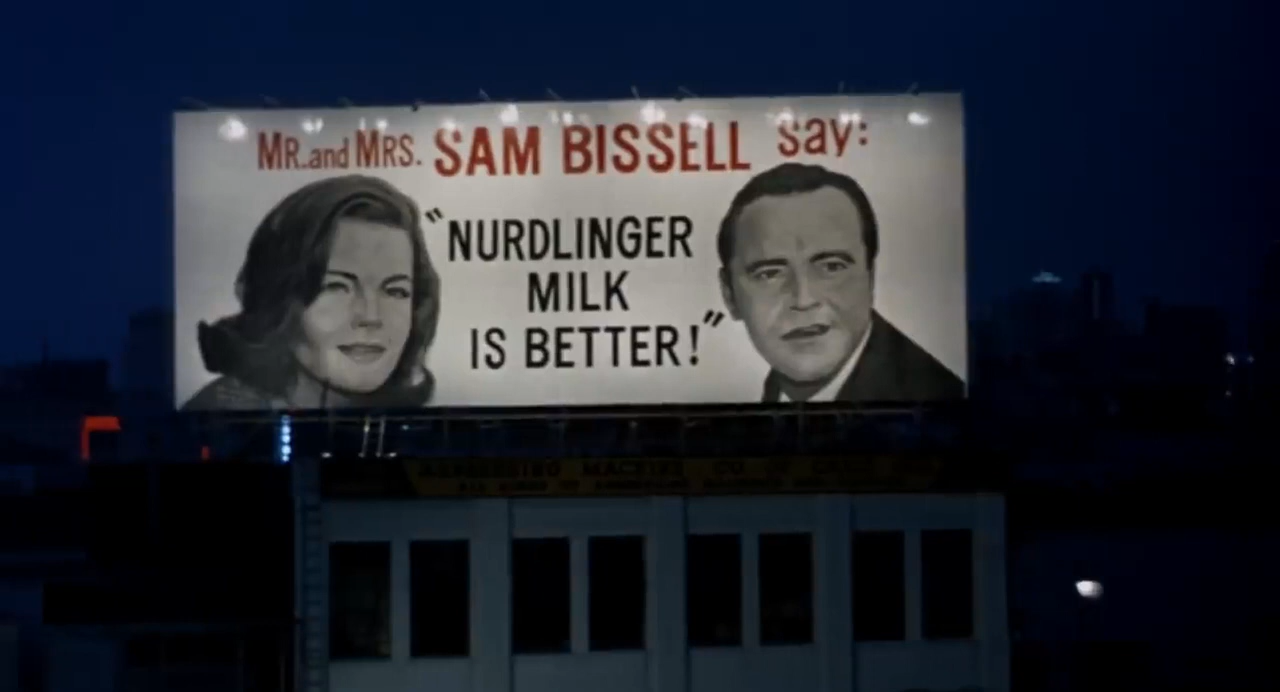 MR. and MRS. SAM BISSELL say:
"NURDLINGER
MILK
IS BETTER!"